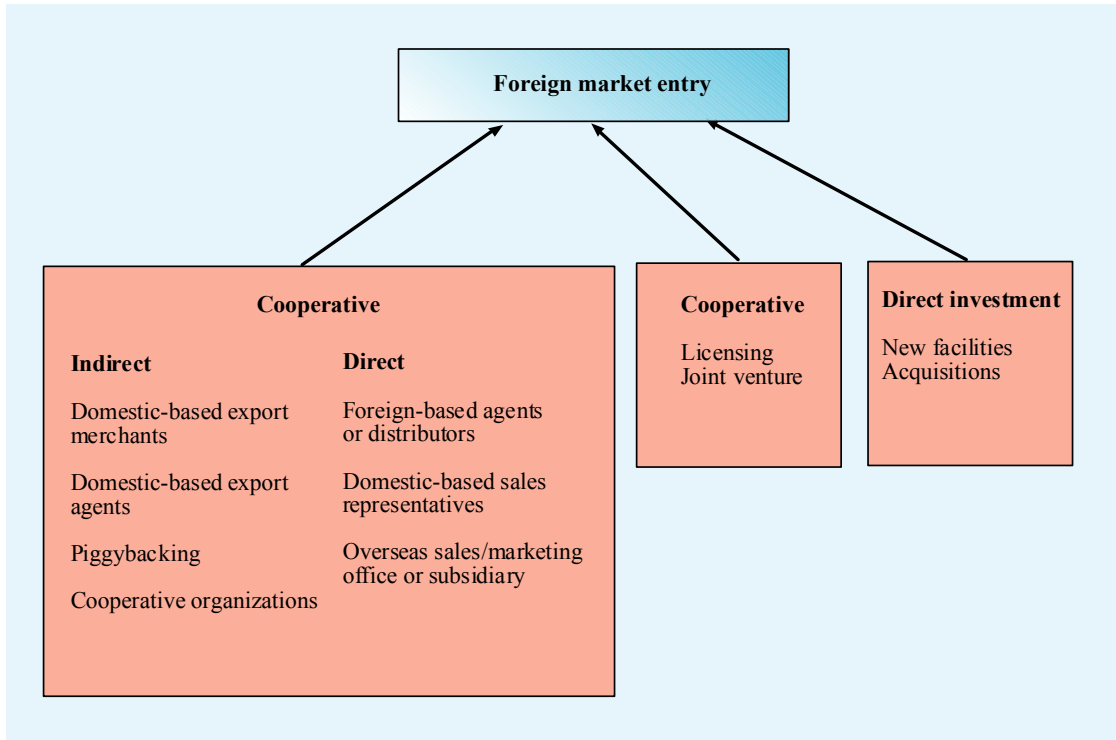 Foreign market entry
Cooperative
Indirect
Domestic-based export
merchants
Domestic-based export
agents
Piggybacking
Cooperative organizations
Direct
Foreign-based agents
or distributors
Domestic-based sales
representatives
Overseas sales/marketing
office or subsidiary
Cooperative
Licensing
Joint venture
Direct investment
New facilities
Acquisitions